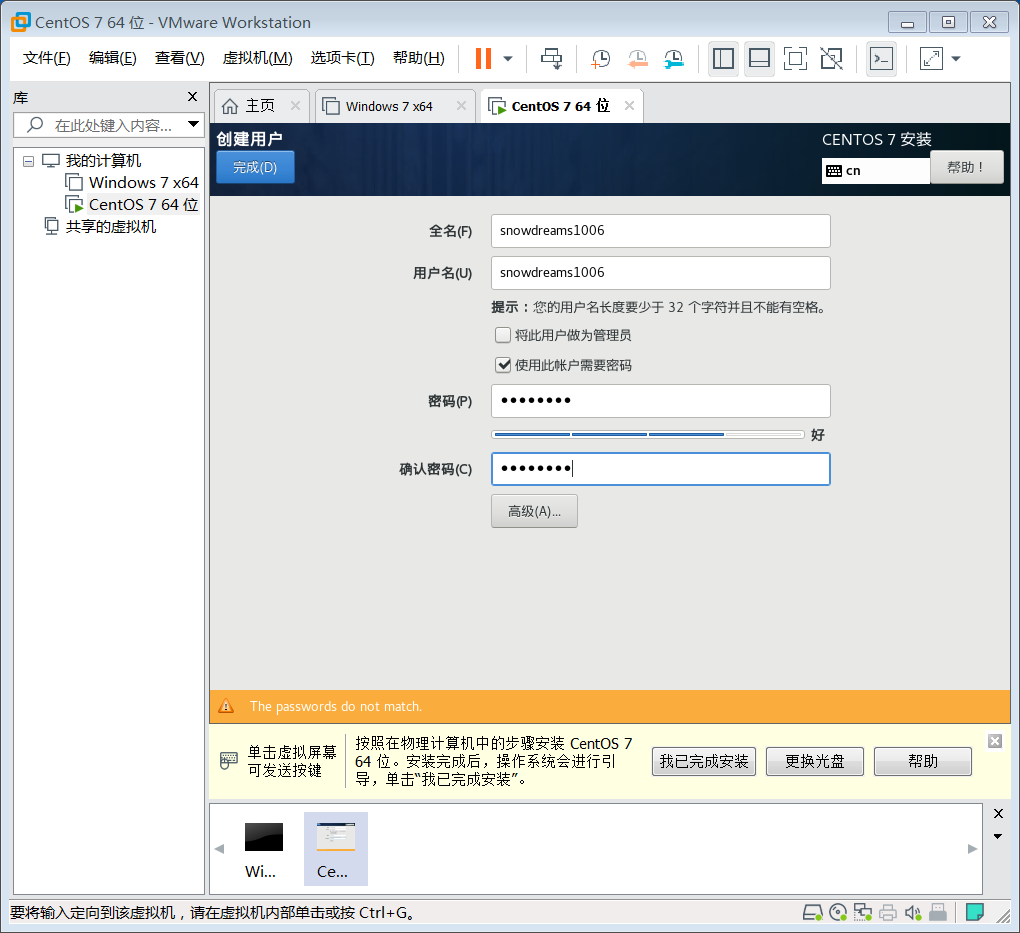 CentOS 7 64 位 - VMware Workstation
文件(F) 编辑(E) 查看(V) 虚拟机(M) 选项卡(T) 帮助(H)
库
在此处键入内容...
我的计算机
Windows 7 x64
CentOS 7 64 位
共享的虚拟机
主页 Windows 7 x64 CentOS 7 64 位
创建用户
完成(D)
CENTOS 7 安装
cn
帮助！
全名(F) snowdreams1006
用户名(U) snowdreams1006
提示：您的用户名长度要少于 32 个字符并且不能有空格。
将此用户做为管理员
使用此帐户需要密码
密码(P) ••••••••
好
确认密码(C) ••••••••
高级(A)...
The passwords do not match.
单击虚拟屏幕
可发送按键
按照在物理计算机中的步骤安装 CentOS 7
64 位。安装完成后，操作系统会进行引
导，单击“我已完成安装”。
我已完成安装 更换光盘 帮助
Wi... Ce...
要将输入定向到该虚拟机，请在虚拟机内部单击或按 Ctrl+G。